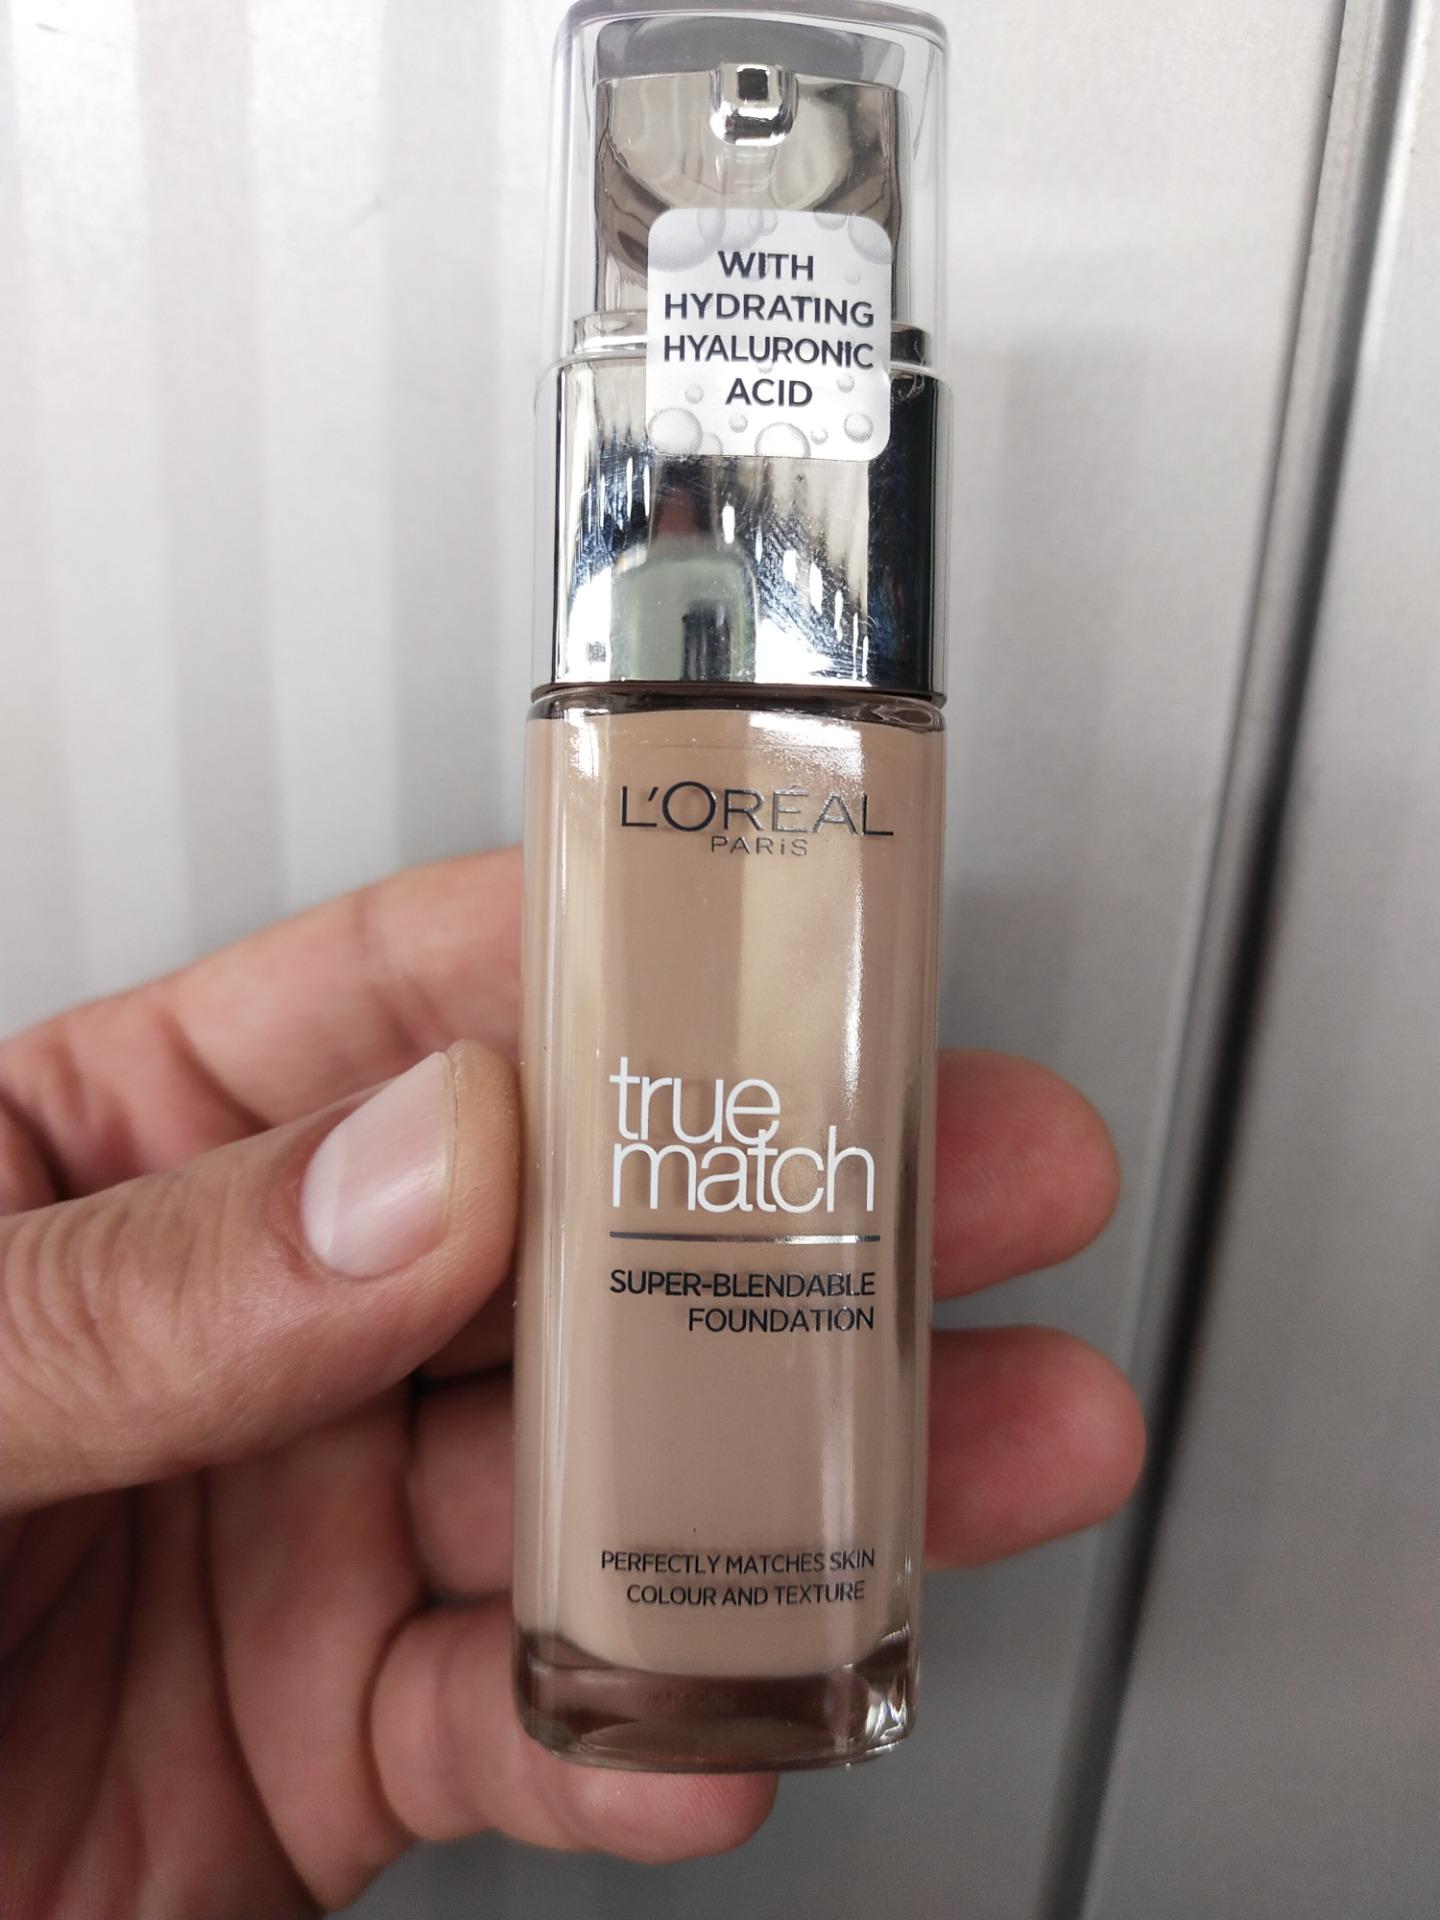 WITH
HYDRATING
HYALURONIC
ACID
L'ORÉAL
PARIS
true
match
SUPER-BLENDABLE
FOUNDATION
PERFECTLY MATCHES SKIN
COLOUR AND TEXTURE